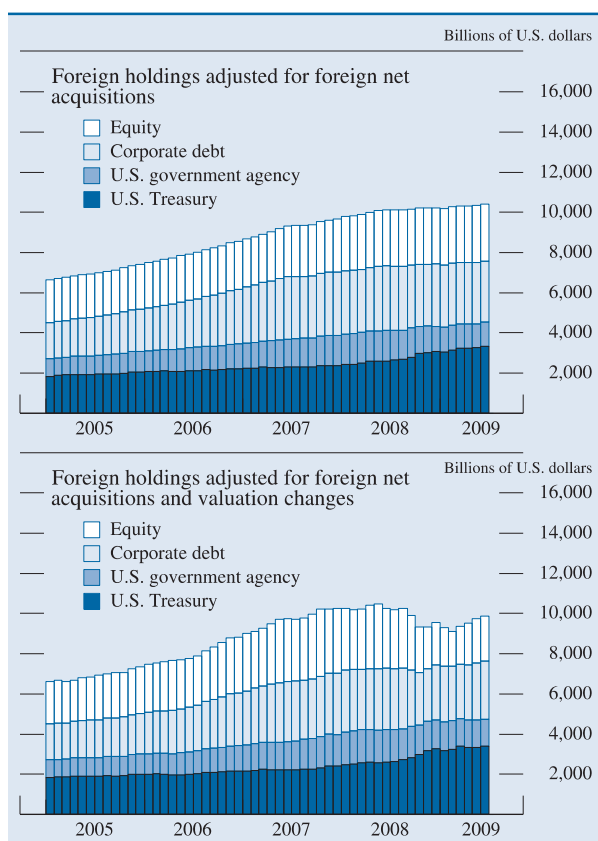 Billions of U.S. dollars
Foreign holdings adjusted for foreign net
acquisitions
Equity
Corporate debt
U.S. government agency
U.S. Treasury
16,000
14,000
12,000
10,000
8,000
6,000
4,000
2,000
2005 2006 2007 2008 2009
Billions of U.S. dollars
Foreign holdings adjusted for foreign net
acquisitions and valuation changes
Equity
Corporate debt
U.S. government agency
U.S. Treasury
16,000
14,000
12,000
10,000
8,000
6,000
4,000
2,000
2005 2006 2007 2008 2009